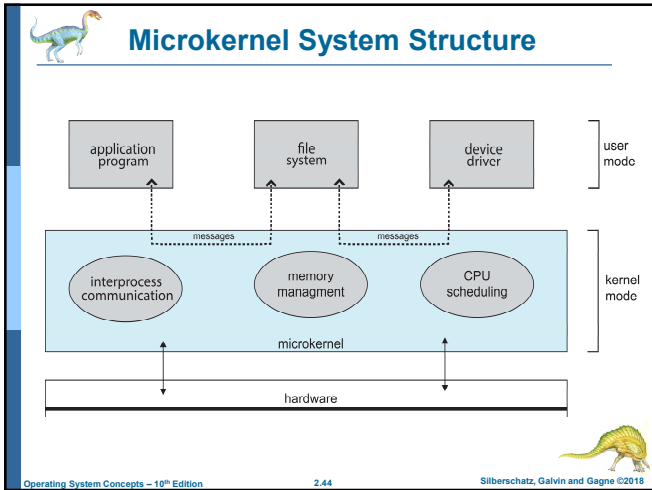 Microkernel System Structure
application
program
file
system
device
driver
user
mode
messages
messages
interprocess
communication
memory
managment
CPU
scheduling
kernel
mode
microkernel
hardware
Operating System Concepts – 10th Edition
2.44
Silberschatz, Galvin and Gagne ©2018